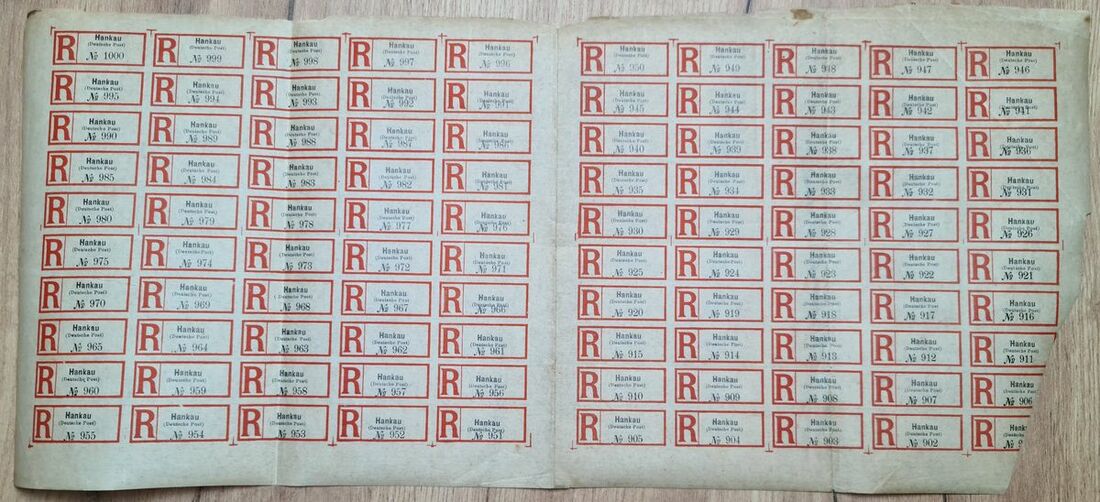 R Hankau R Hankau R Hankau R Hankau R Hankau
(Deutsche Post) (Deutsche Post) (Deutsche Post) (Deutsche Post) (Deutsche Post)
№ 1000 № 999 № 998 № 997 № 996
R Hankau R Hankau R Hankau R Hankau R Hankau
(Deutsche Post) (Deutsche Post) (Deutsche Post) (Deutsche Post) (Deutsche Post)
№ 995 № 994 № 993 № 992 № 991
R Hankau R Hankau R Hankau R Hankau R Hankau
(Deutsche Post) (Deutsche Post) (Deutsche Post) (Deutsche Post) (Deutsche Post)
№ 990 № 989 № 988 № 987 № 986
R Hankau R Hankau R Hankau R Hankau R Hankau
(Deutsche Post) (Deutsche Post) (Deutsche Post) (Deutsche Post) (Deutsche Post)
№ 985 № 984 № 983 № 982 № 981
R Hankau R Hankau R Hankau R Hankau R Hankau
(Deutsche Post) (Deutsche Post) (Deutsche Post) (Deutsche Post) (Deutsche Post)
№ 980 № 979 № 978 № 977 № 976
R Hankau R Hankau R Hankau R Hankau R Hankau
(Deutsche Post) (Deutsche Post) (Deutsche Post) (Deutsche Post) (Deutsche Post)
№ 975 № 974 № 973 № 972 № 971
R Hankau R Hankau R Hankau R Hankau R Hankau
(Deutsche Post) (Deutsche Post) (Deutsche Post) (Deutsche Post) (Deutsche Post)
№ 970 № 969 № 968 № 967 № 966
R Hankau R Hankau R Hankau R Hankau R Hankau
(Deutsche Post) (Deutsche Post) (Deutsche Post) (Deutsche Post) (Deutsche Post)
№ 965 № 964 № 963 № 962 № 961
R Hankau R Hankau R Hankau R Hankau R Hankau
(Deutsche Post) (Deutsche Post) (Deutsche Post) (Deutsche Post) (Deutsche Post)
№ 960 № 959 № 958 № 957 № 956
R Hankau R Hankau R Hankau R Hankau R Hankau
(Deutsche Post) (Deutsche Post) (Deutsche Post) (Deutsche Post) (Deutsche Post)
№ 955 № 954 № 953 № 952 № 951
R Hankau R Hankau R Hankau R Hankau R Hankau
(Deutsche Post) (Deutsche Post) (Deutsche Post) (Deutsche Post) (Deutsche Post)
№ 950 № 949 № 948 № 947 № 946
R Hankau R Hankau R Hankau R Hankau R Hankau
(Deutsche Post) (Deutsche Post) (Deutsche Post) (Deutsche Post) (Deutsche Post)
№ 945 № 944 № 943 № 942 № 941
R Hankau R Hankau R Hankau R Hankau R Hankau
(Deutsche Post) (Deutsche Post) (Deutsche Post) (Deutsche Post) (Deutsche Post)
№ 940 № 939 № 938 № 937 № 936
R Hankau R Hankau R Hankau R Hankau R Hankau
(Deutsche Post) (Deutsche Post) (Deutsche Post) (Deutsche Post) (Deutsche Post)
№ 935 № 934 № 933 № 932 № 931
R Hankau R Hankau R Hankau R Hankau R Hankau
(Deutsche Post) (Deutsche Post) (Deutsche Post) (Deutsche Post) (Deutsche Post)
№ 930 № 929 № 928 № 927 № 926
R Hankau R Hankau R Hankau R Hankau R Hankau
(Deutsche Post) (Deutsche Post) (Deutsche Post) (Deutsche Post) (Deutsche Post)
№ 925 № 924 № 923 № 922 № 921
R Hankau R Hankau R Hankau R Hankau R Hankau
(Deutsche Post) (Deutsche Post) (Deutsche Post) (Deutsche Post) (Deutsche Post)
№ 920 № 919 № 918 № 917 № 916
R Hankau R Hankau R Hankau R Hankau R Hankau
(Deutsche Post) (Deutsche Post) (Deutsche Post) (Deutsche Post) (Deutsche Post)
№ 915 № 914 № 913 № 912 № 911
R Hankau R Hankau R Hankau R Hankau R Hankau
(Deutsche Post) (Deutsche Post) (Deutsche Post) (Deutsche Post) (Deutsche
№ 910 № 909 № 908 № 907 № 906
R Hankau R Hankau R Hankau R Hankau R Hank
(Deutsche Post) (Deutsche Post) (Deutsche Post) (Deutsche Post) (Deutsche
№ 905 № 904 № 903 № 902 № 9